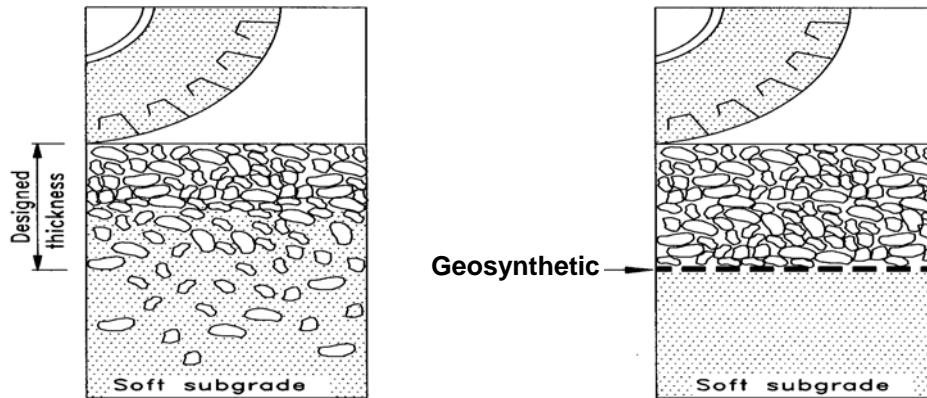 Designed
thickness
Soft subgrade
Geosynthetic
Soft subgrade